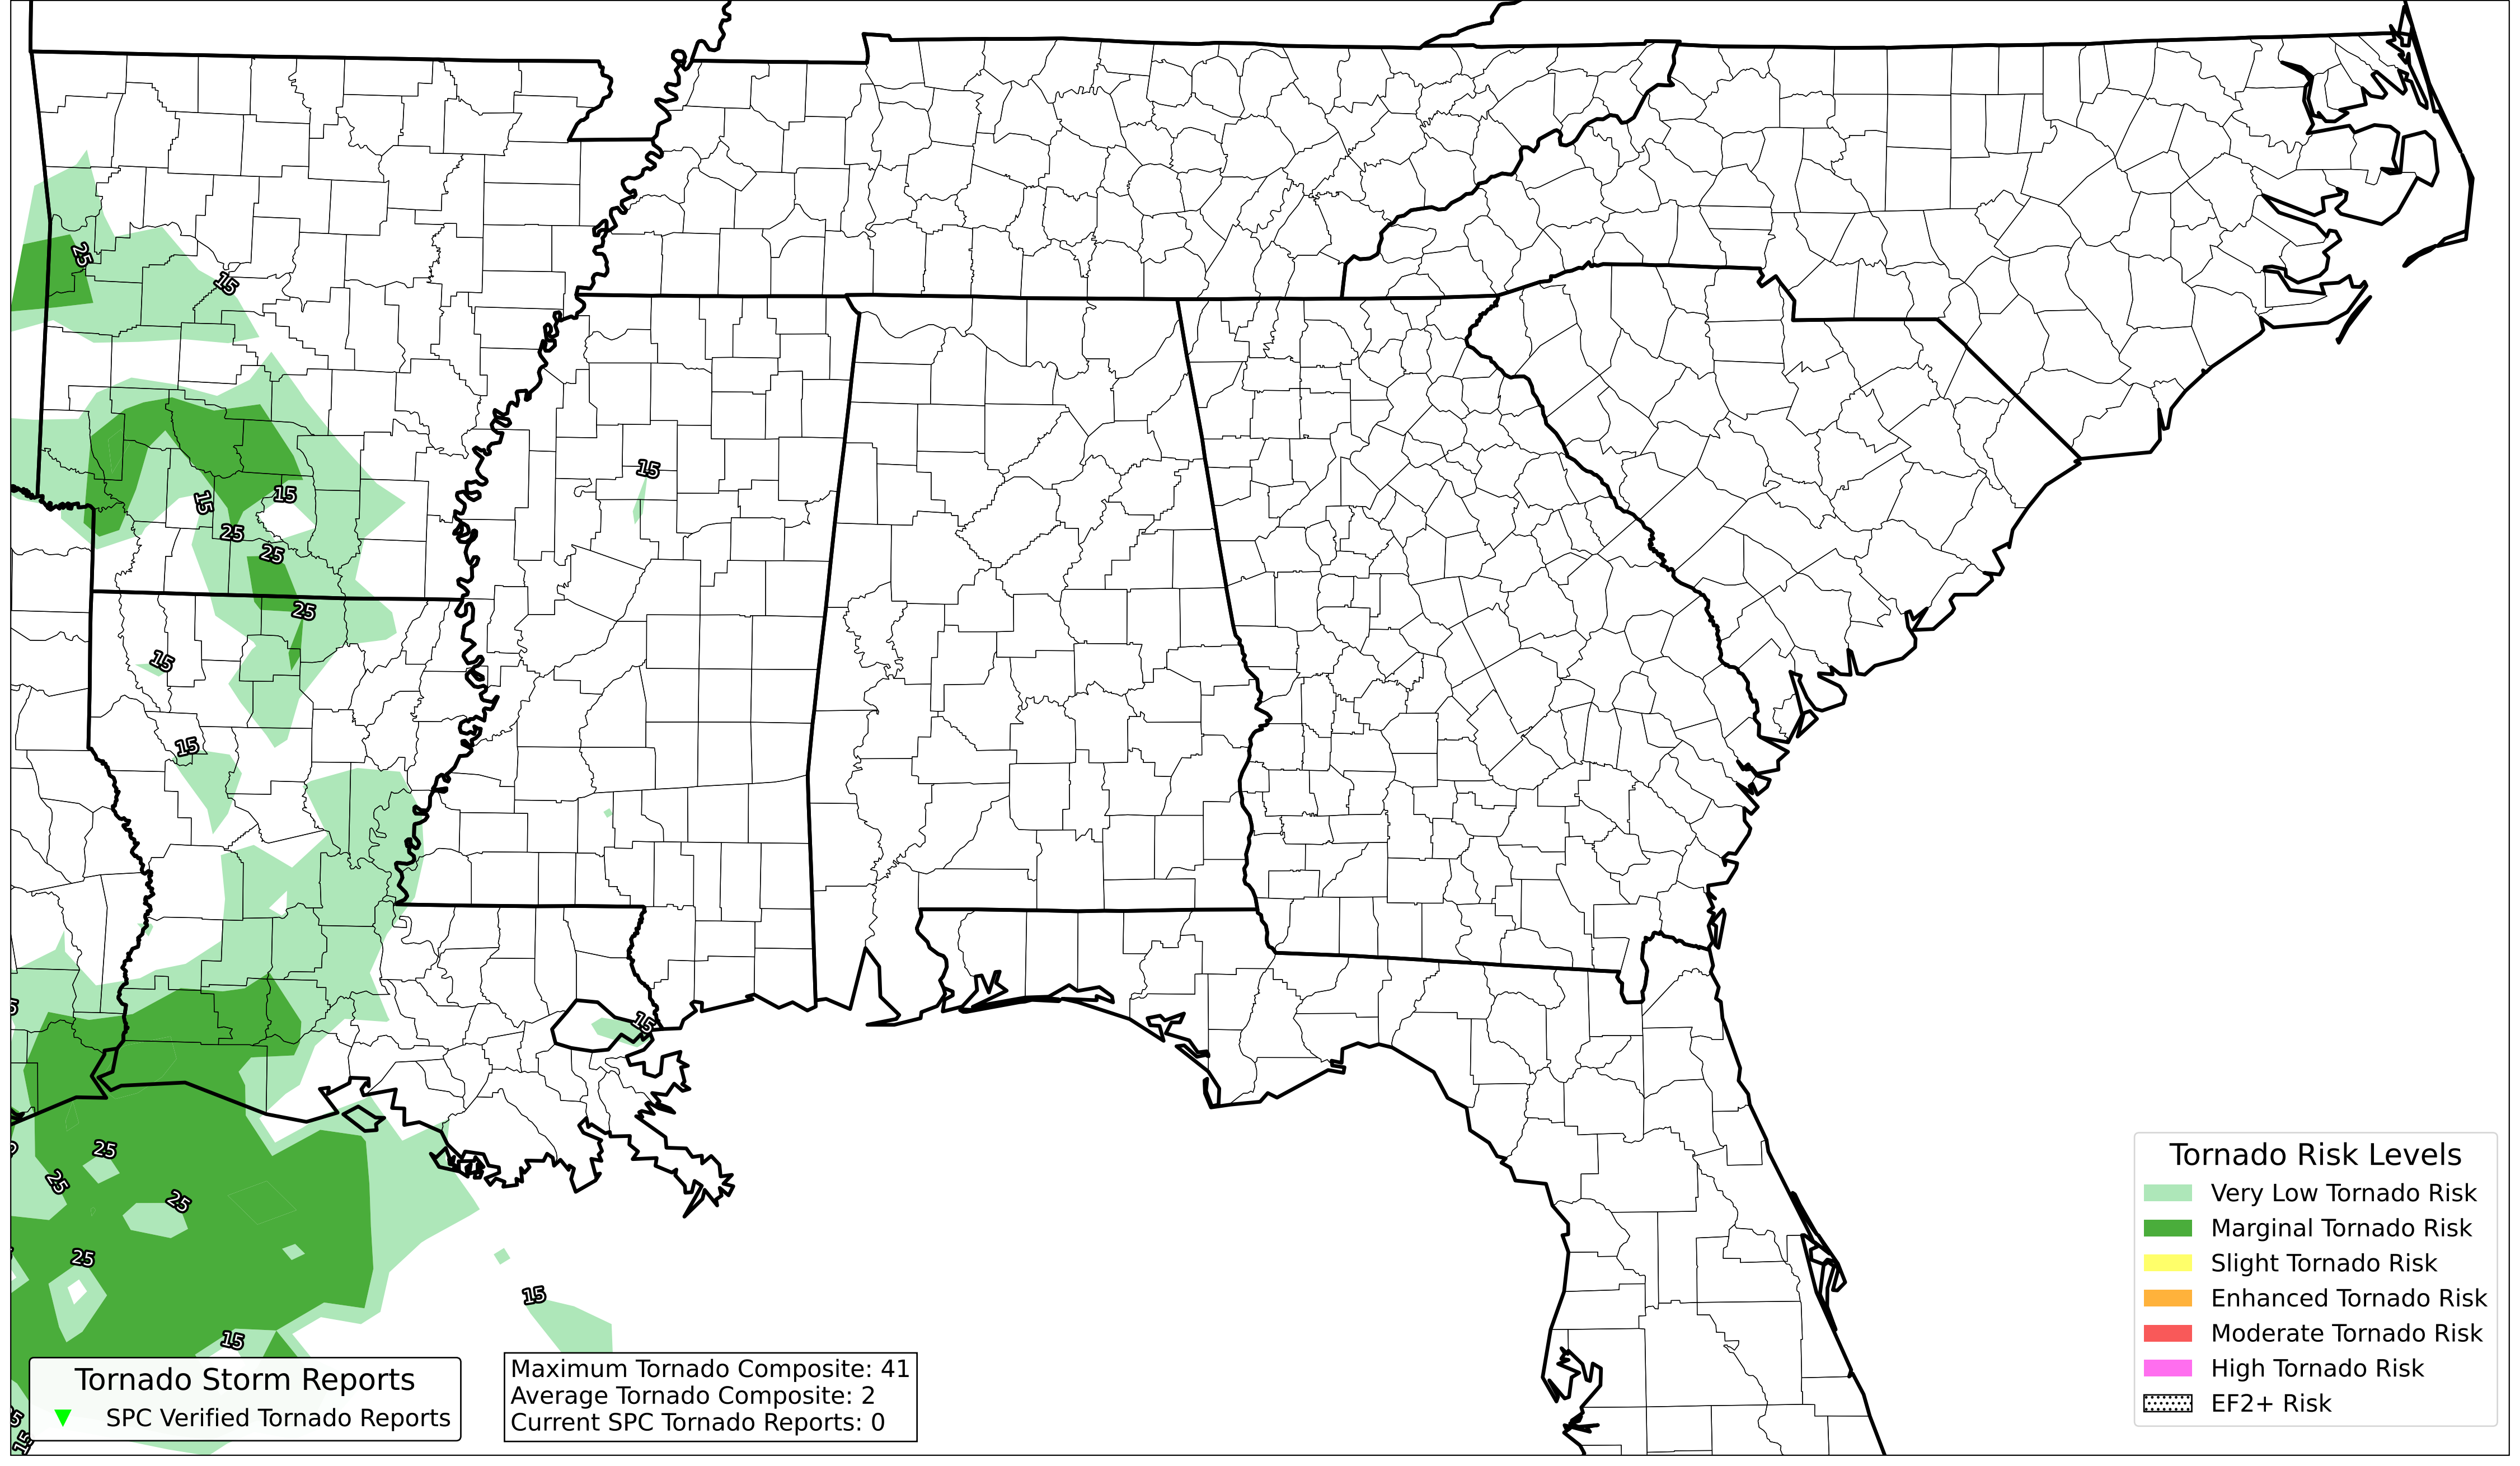 25
15
15
15
15
25
25
25
15
15
15
25
25
25
25
15
15
Tornado Storm Reports
SPC Verified Tornado Reports
15
Maximum Tornado Composite: 41
Average Tornado Composite: 2
Current SPC Tornado Reports: 0
Tornado Risk Levels
Very Low Tornado Risk
Marginal Tornado Risk
Slight Tornado Risk
Enhanced Tornado Risk
Moderate Tornado Risk
High Tornado Risk
EF2+ Risk